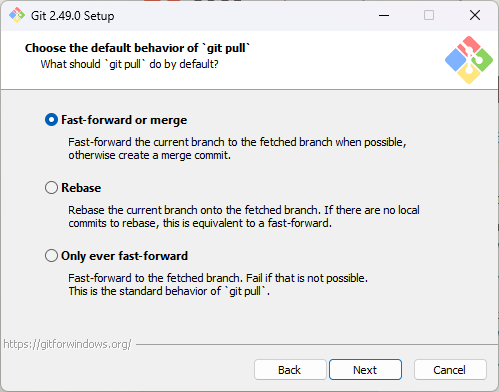 Git 2.49.0 Setup
Choose the default behavior of `git pull`
What should `git pull` do by default?
Fast-forward or merge
Fast-forward the current branch to the fetched branch when possible,
otherwise create a merge commit.
Rebase
Rebase the current branch onto the fetched branch. If there are no local
commits to rebase, this is equivalent to a fast-forward.
Only ever fast-forward
Fast-forward to the fetched branch. Fail if that is not possible.
This is the standard behavior of `git pull`.
https://gitforwindows.org/
Back Next Cancel